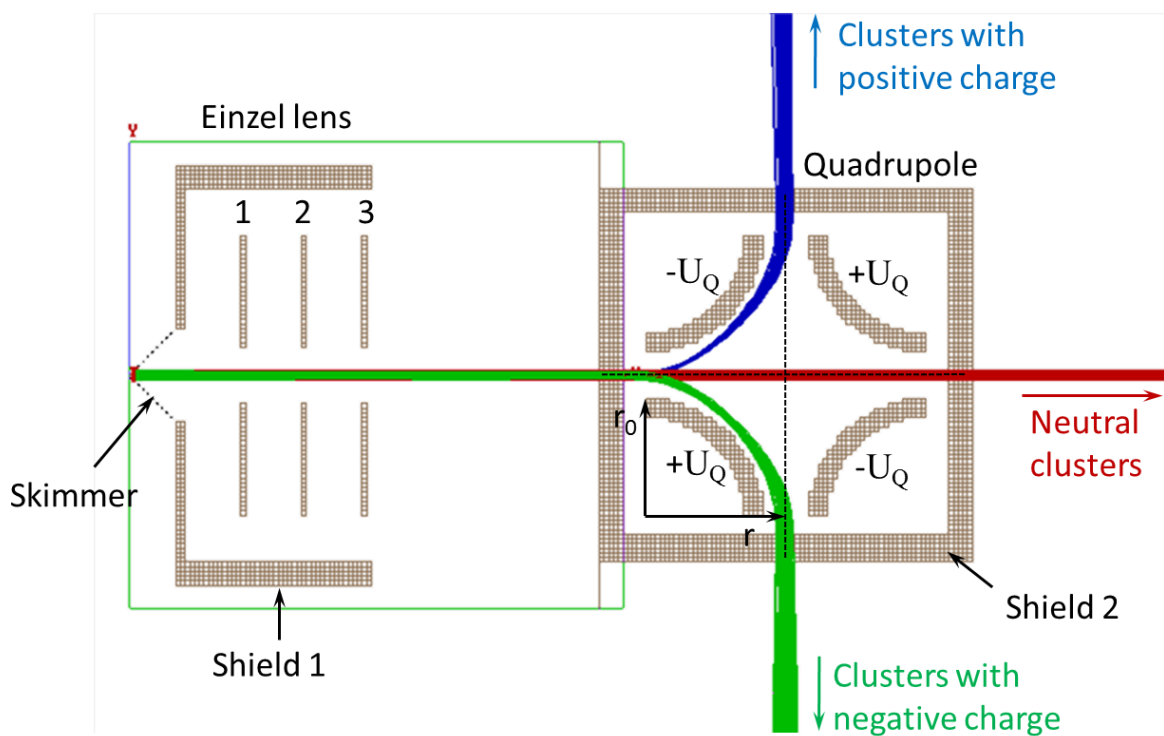 Clusters with
positive charge
Y
Einzel lens
Quadrupole
1 2 3
-U_Q
+U_Q
Neutral
clusters
r_0
+U_Q
-U_Q
Skimmer
r
Shield 2
Shield 1
Clusters with
negative charge